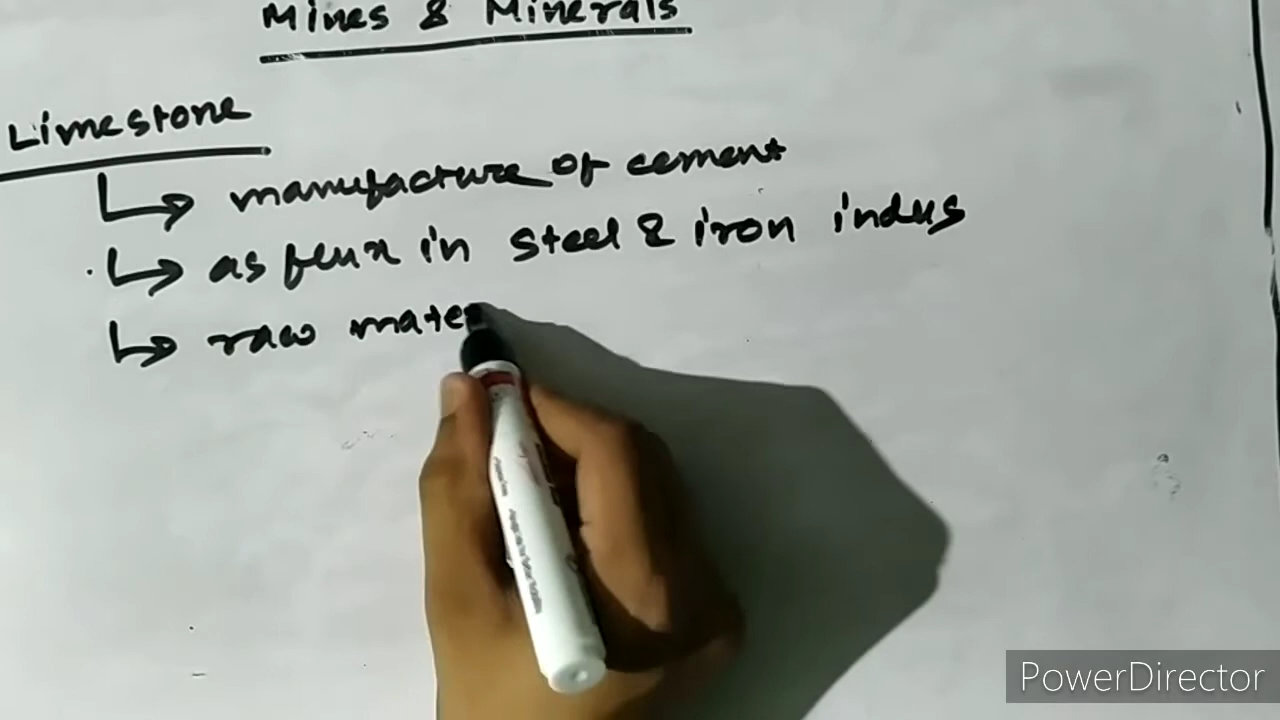 Mines & Minerals
Limestone
↳ manufacture of cement
↳ as flux in steel & iron indus
↳ raw mate
PowerDirector